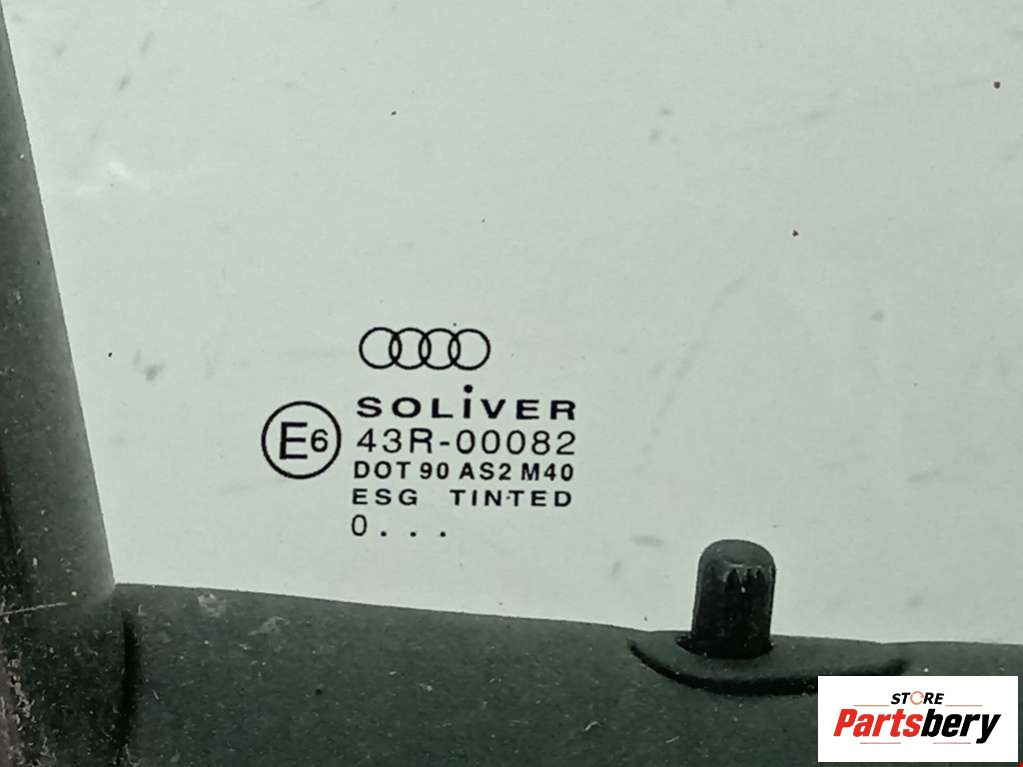 SOLiVER
E6
43R-00082
DOT 90 AS2 M40
ESG TINTED
0...
STORE
Partsbery